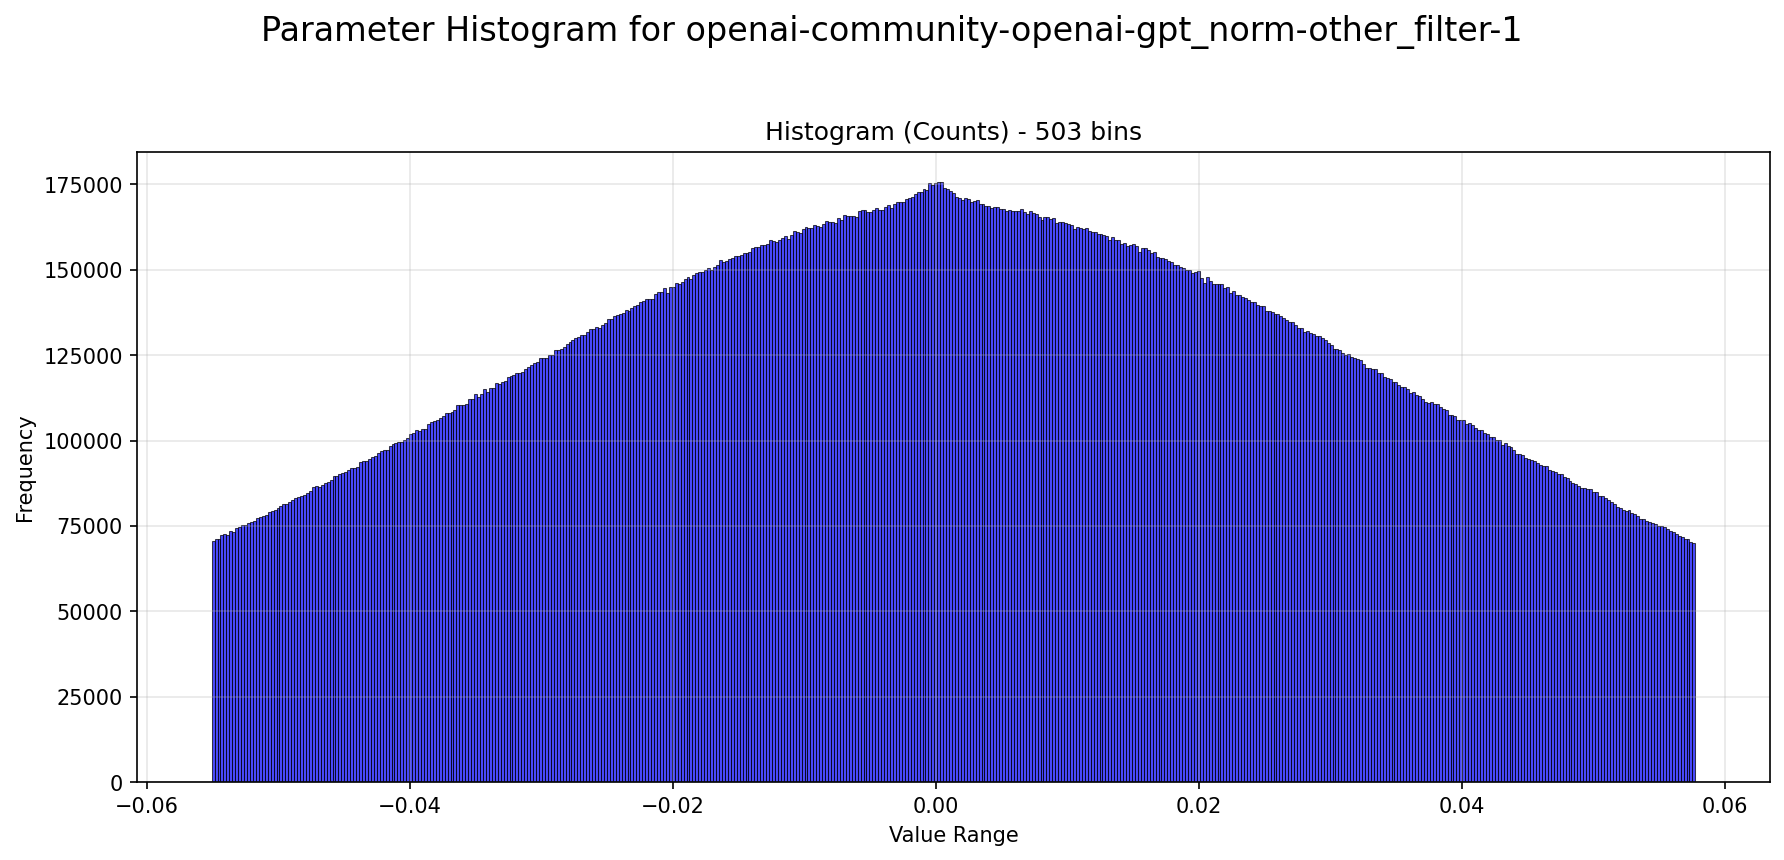 Parameter Histogram for openai-community-openai-gpt_norm-other_filter-1
Histogram (Counts) - 503 bins
175000
150000
125000
100000
75000
50000
25000
0
Frequency
−0.06 −0.04 −0.02 0.00 0.02 0.04 0.06
Value Range